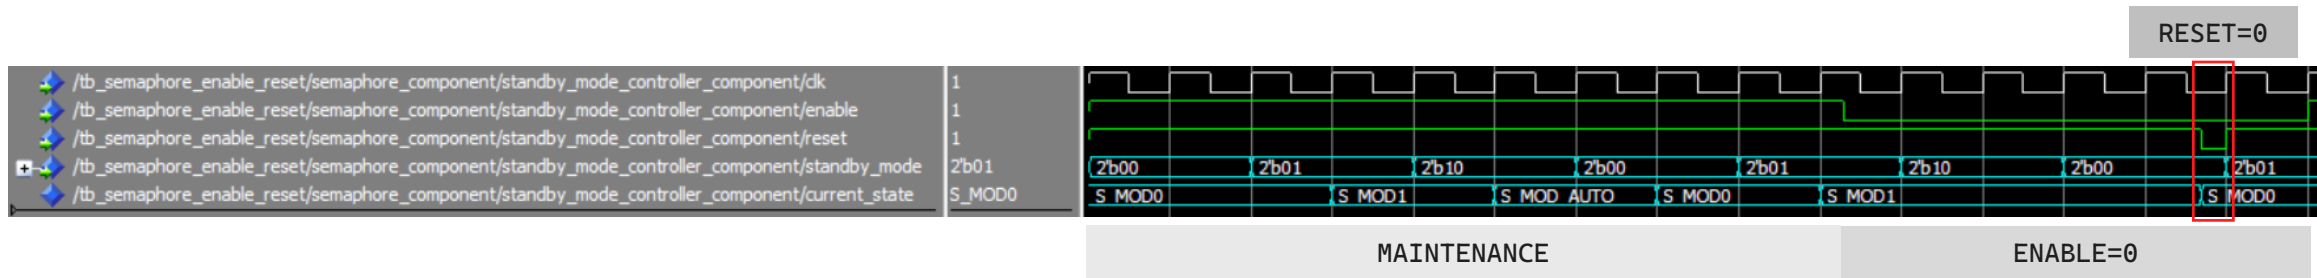 RESET=0
/tb_semaphore_enable_reset/semaphore_component/standby_mode_controller_component/clk 1
/tb_semaphore_enable_reset/semaphore_component/standby_mode_controller_component/enable 1
/tb_semaphore_enable_reset/semaphore_component/standby_mode_controller_component/reset 1
/tb_semaphore_enable_reset/semaphore_component/standby_mode_controller_component/standby_mode 2'b01 2'b00 2'b01 2'b10 2'b00 2'b01 2'b10 2'b00 2'b01
/tb_semaphore_enable_reset/semaphore_component/standby_mode_controller_component/current_state S_MOD0 S_MOD0 S_MOD1 S_MOD_AUTO S_MOD0 S_MOD1 S_MOD0
MAINTENANCE ENABLE=0